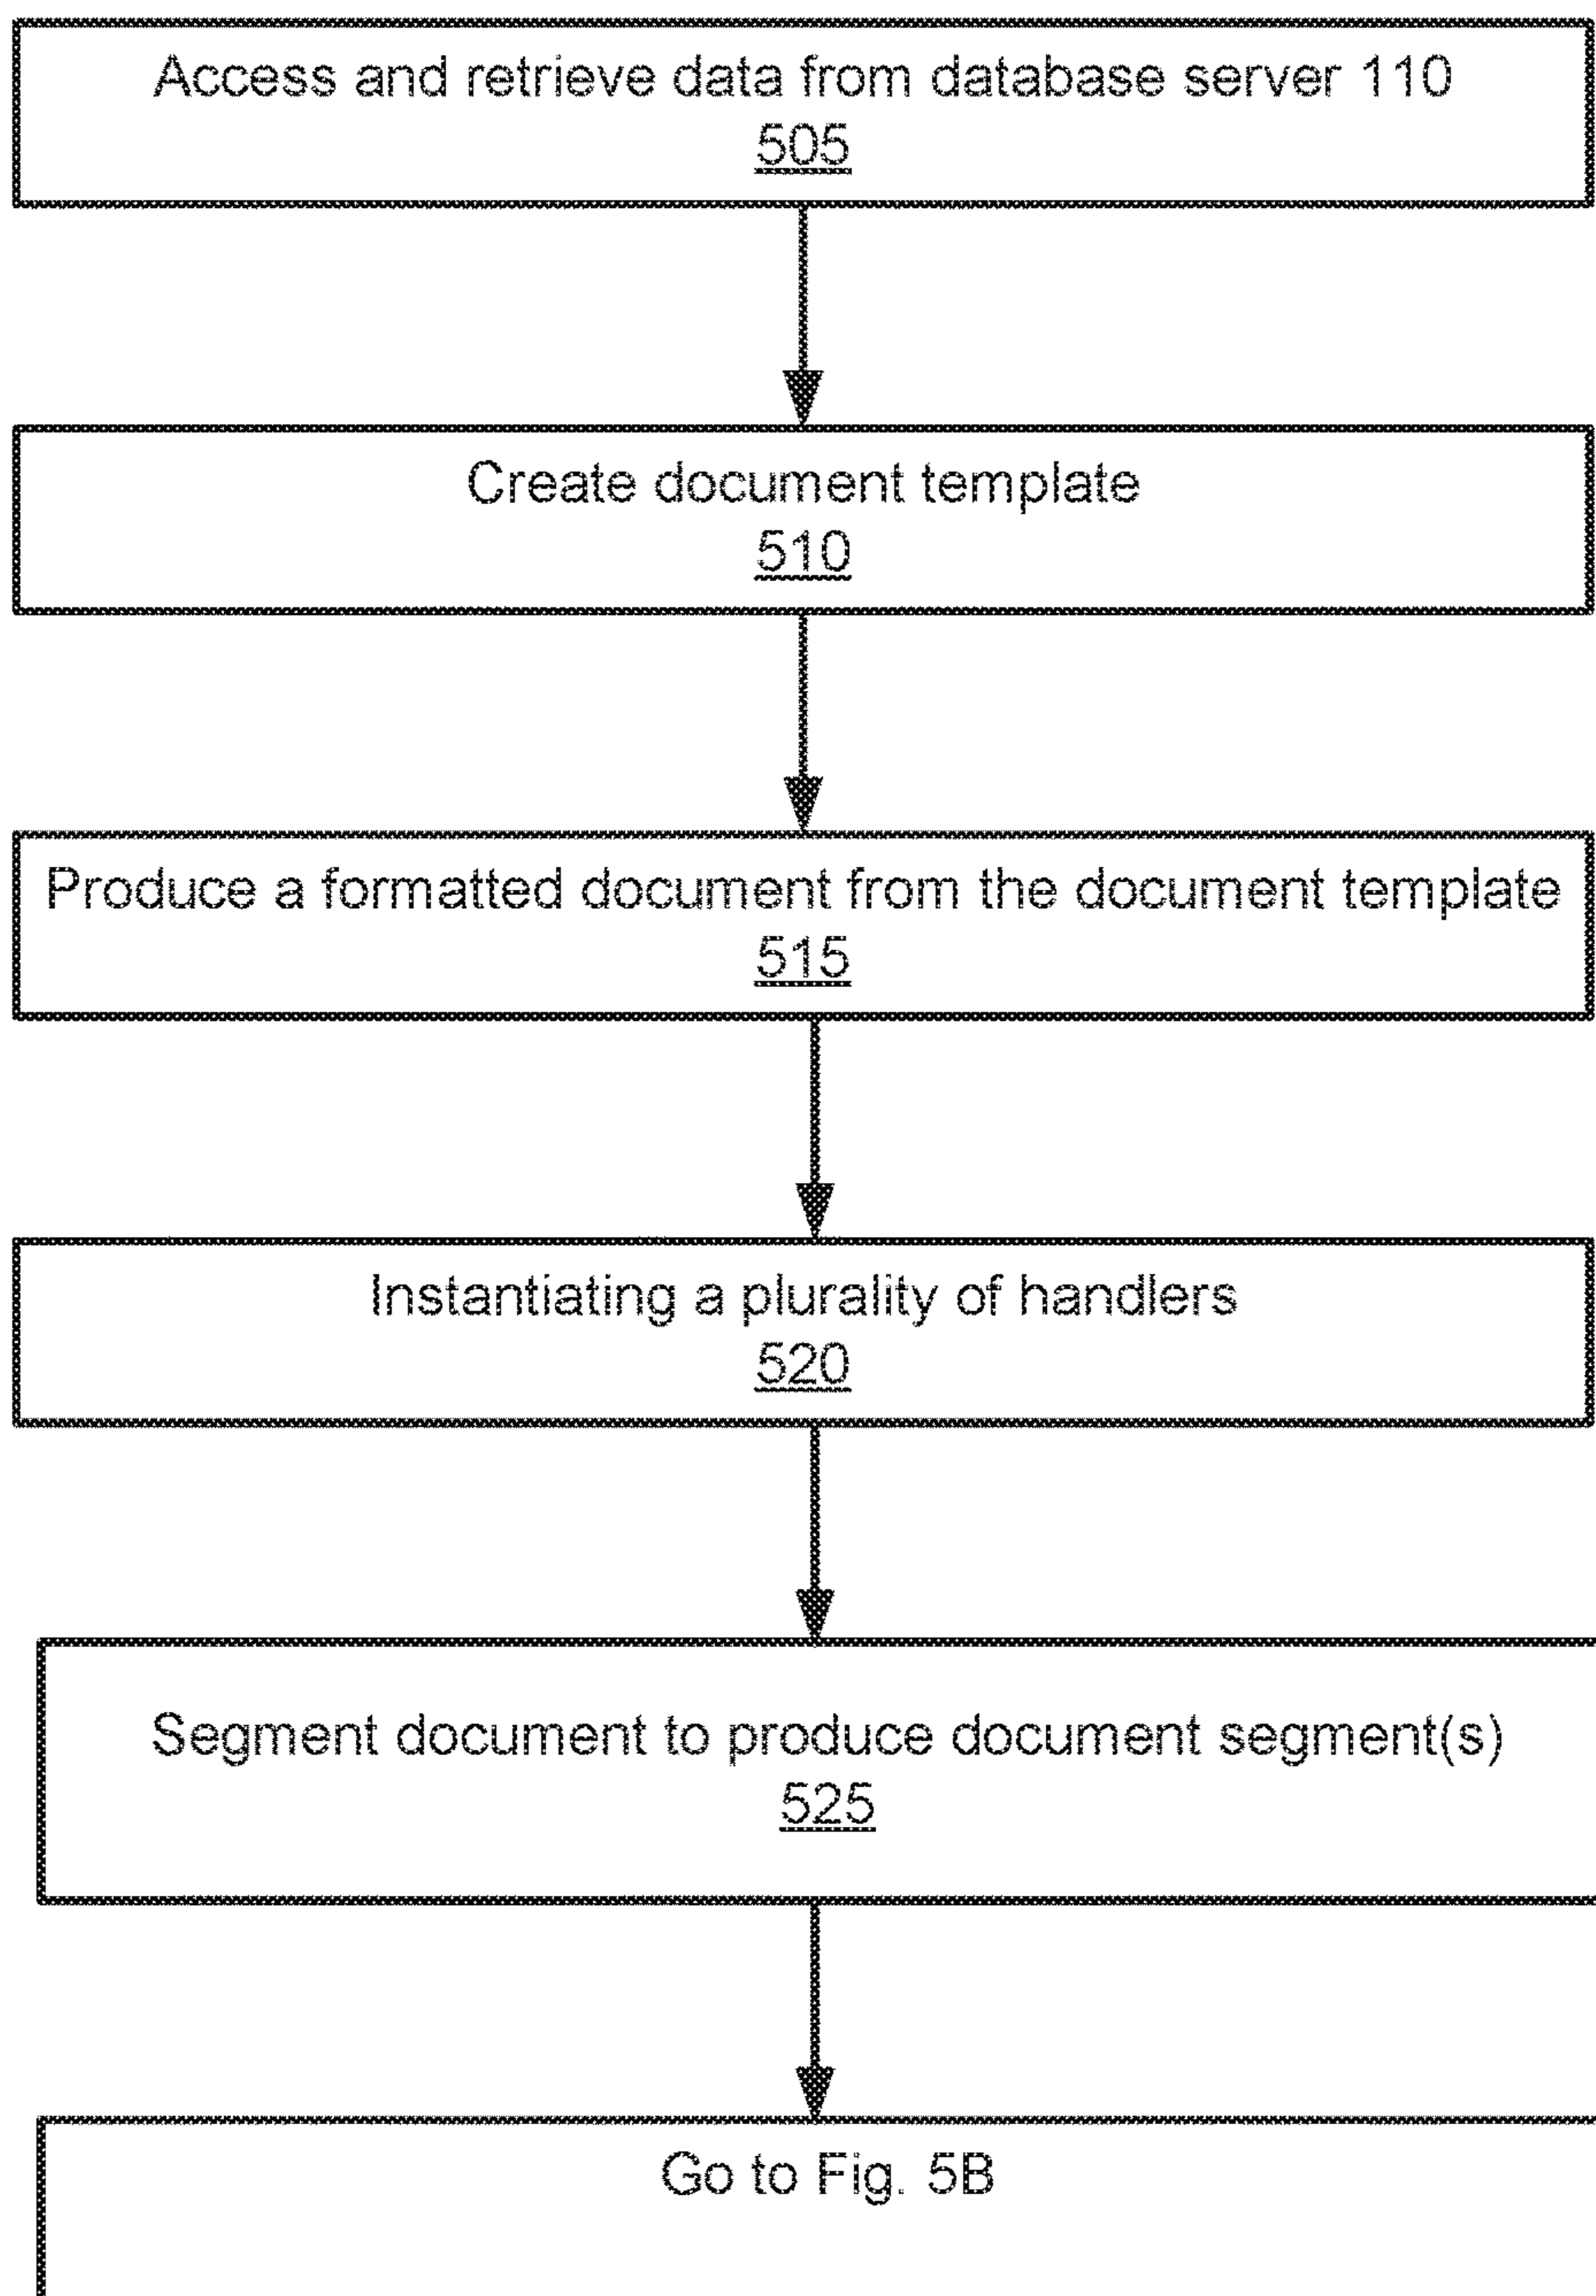 Access and retrieve data from database server 110
505
Create document template
510
Produce a formatted document from the document template
515
Instantiating a plurality of handlers
520
Segment document to produce document segment(s)
525
Go to Fig. 5B